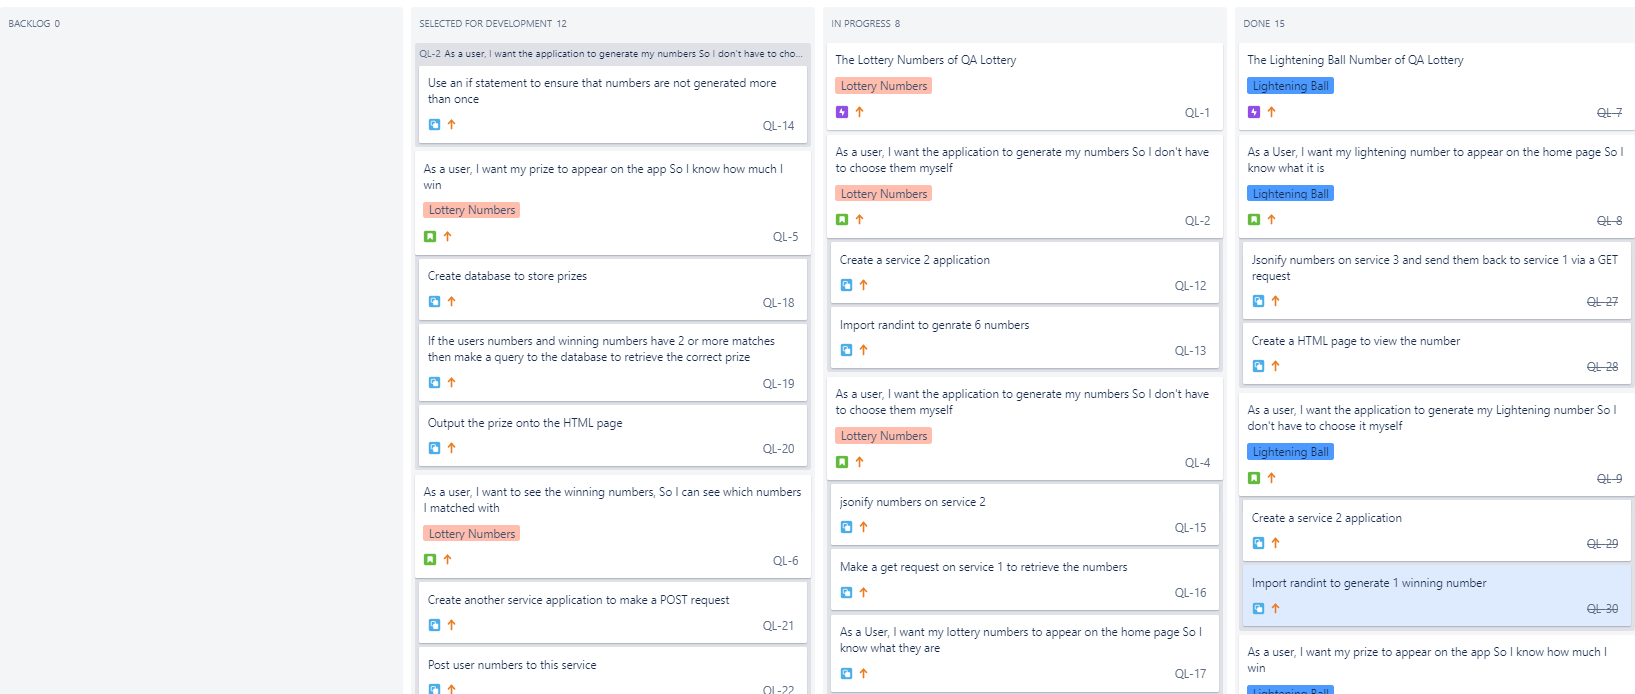 BACKLOG 0
SELECTED FOR DEVELOPMENT 12
QL-2 As a user, I want the application to generate my numbers So I don't have to cho...
Use an if statement to ensure that numbers are not generated more
than once
QL-14
As a user, I want my prize to appear on the app So I know how much I
win
Lottery Numbers
QL-5
Create database to store prizes
QL-18
If the users numbers and winning numbers have 2 or more matches
then make a query to the database to retrieve the correct prize
QL-19
Output the prize onto the HTML page
QL-20
As a user, I want to see the winning numbers, So I can see which numbers
I matched with
Lottery Numbers
QL-6
Create another service application to make a POST request
QL-21
Post user numbers to this service
QL-22
IN PROGRESS 8
The Lottery Numbers of QA Lottery
Lottery Numbers
QL-1
As a user, I want the application to generate my numbers So I don't have
to choose them myself
Lottery Numbers
QL-2
Create a service 2 application
QL-12
Import randint to genrate 6 numbers
QL-13
As a user, I want the application to generate my numbers So I don't have
to choose them myself
Lottery Numbers
QL-4
jsonify numbers on service 2
QL-15
Make a get request on service 1 to retrieve the numbers
QL-16
As a User, I want my lottery numbers to appear on the home page So I
know what they are
QL-17
DONE 15
The Lightening Ball Number of QA Lottery
Lightening Ball
QL-7
As a User, I want my lightening number to appear on the home page So I
know what it is
Lightening Ball
QL-8
Jsonify numbers on service 3 and send them back to service 1 via a GET
request
QL-27
Create a HTML page to view the number
QL-28
As a user, I want the application to generate my Lightening number So I
don't have to choose it myself
Lightening Ball
QL-9
Create a service 2 application
QL-29
Import randint to generate 1 winning number
QL-30
As a user, I want my prize to appear on the app So I know how much I
win
Lightening Ball